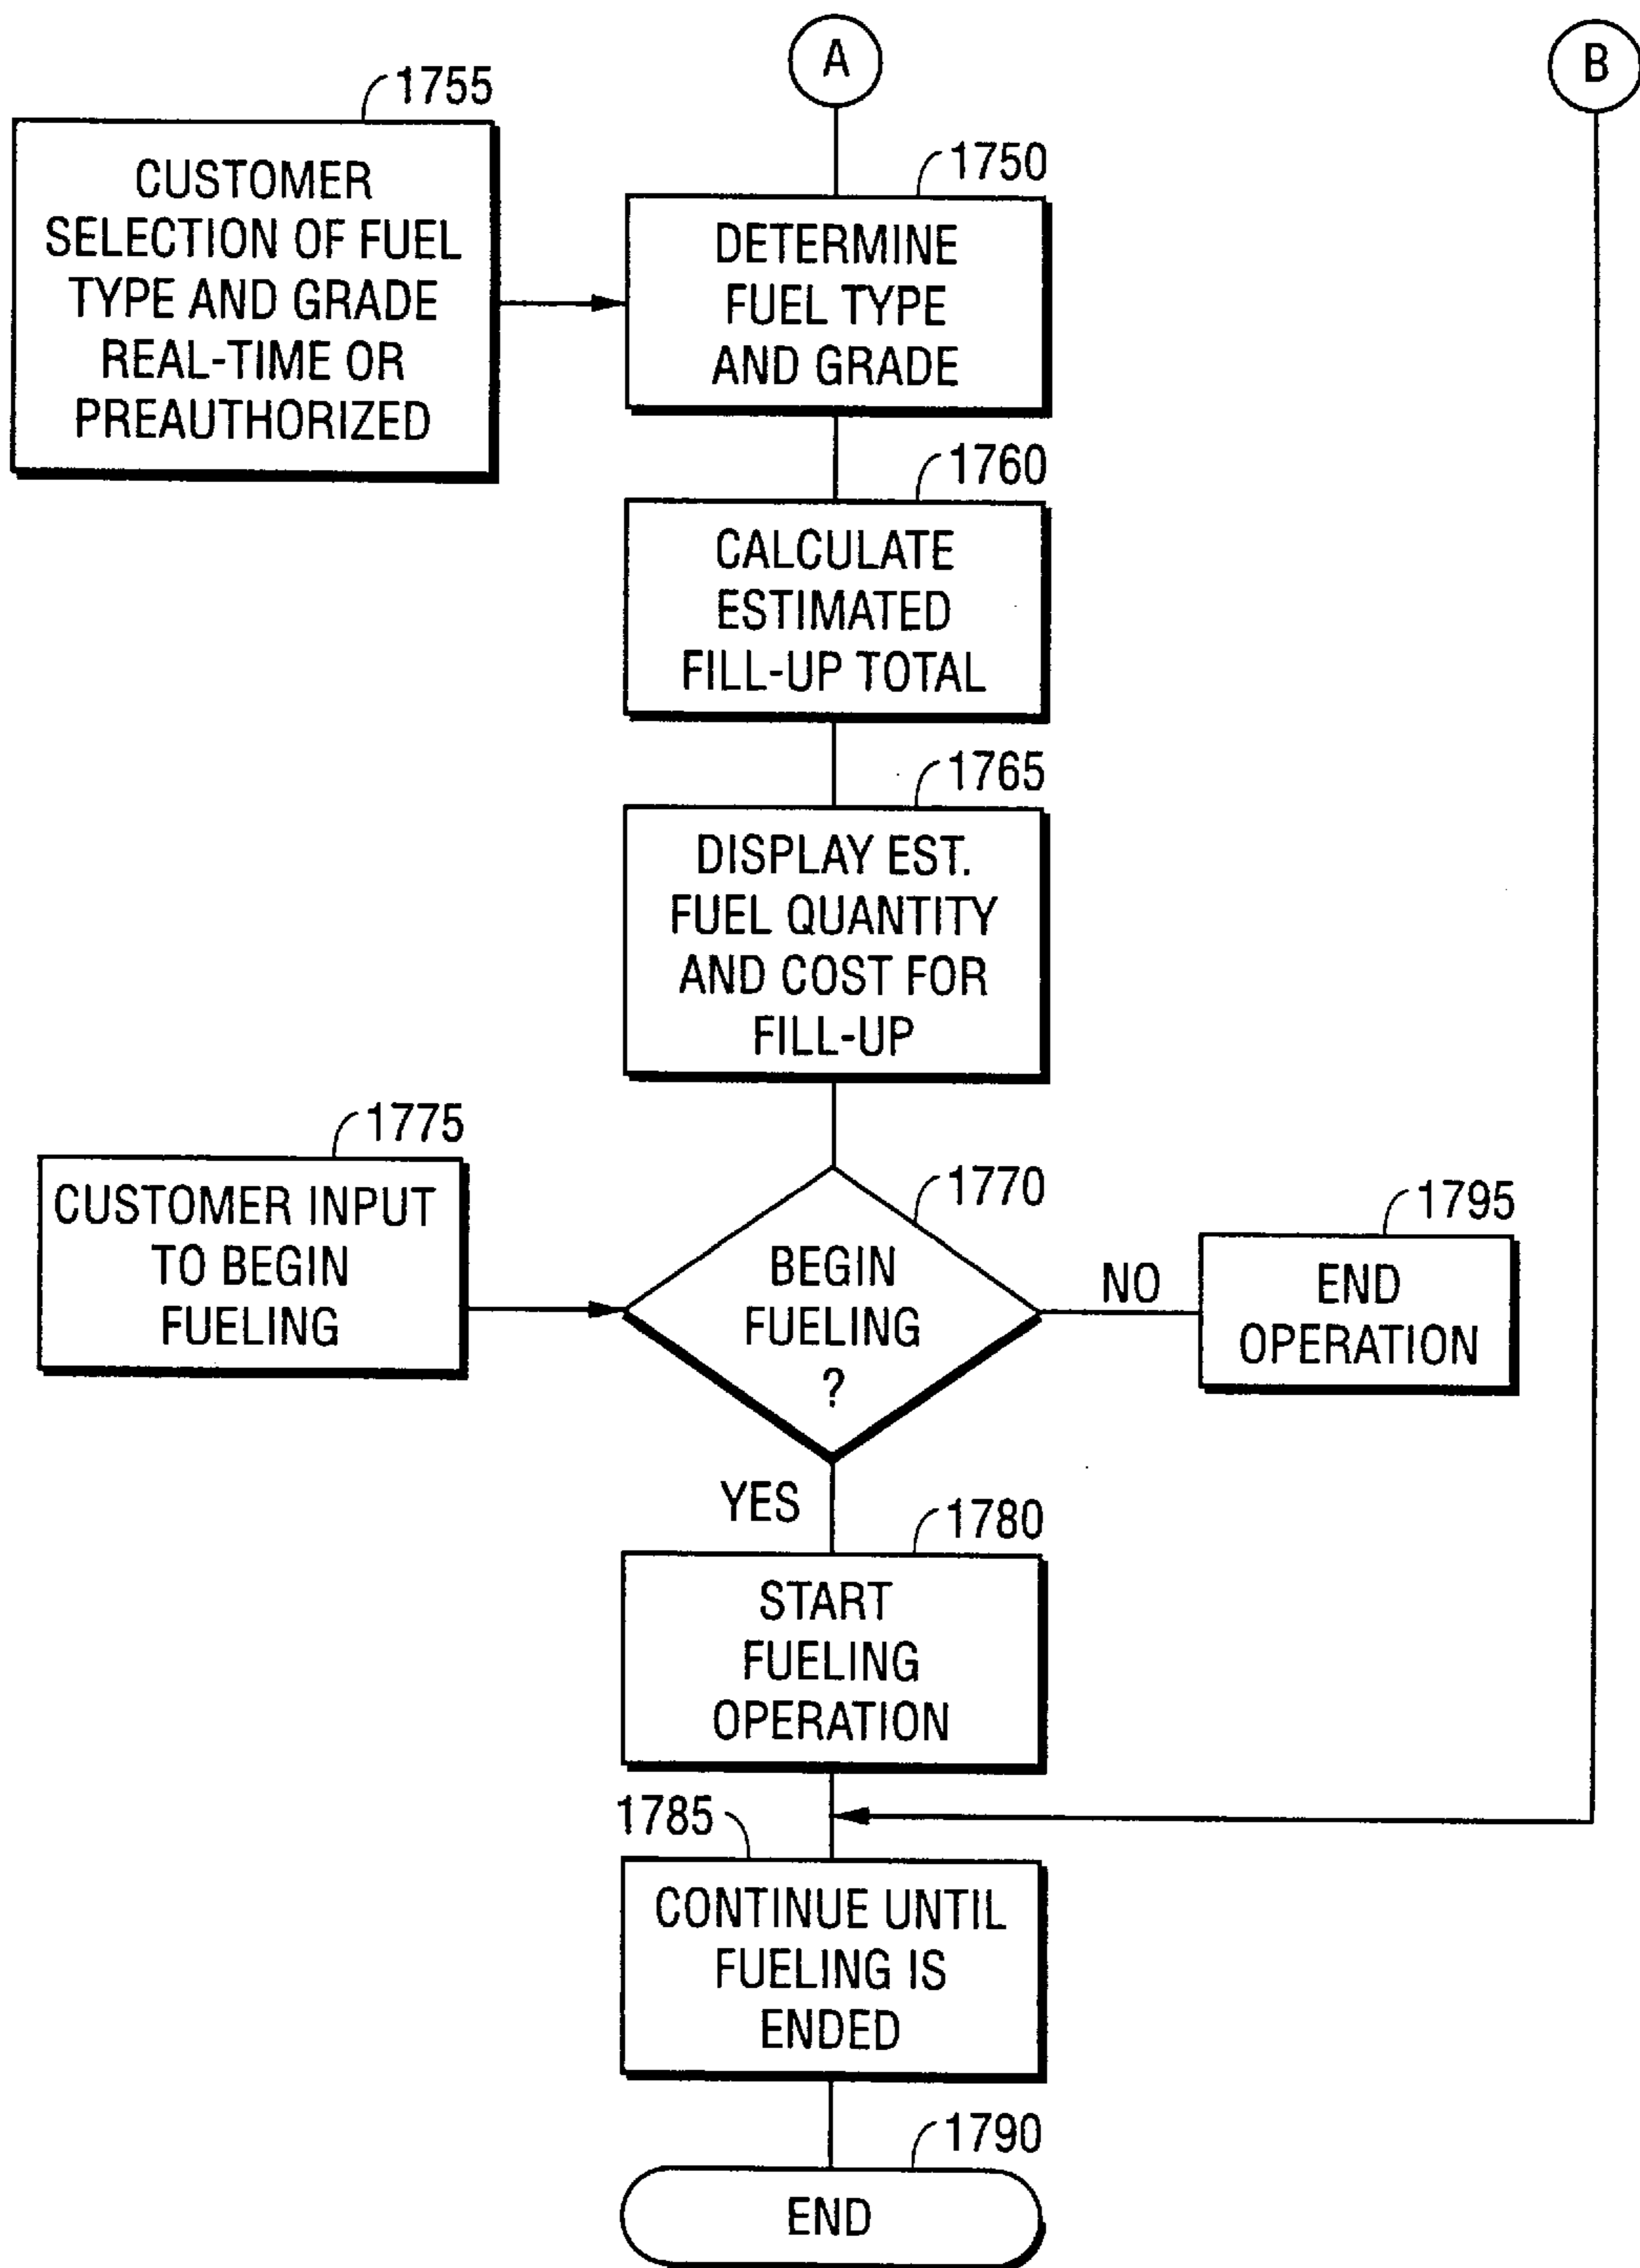 A
B
1755
CUSTOMER
SELECTION OF FUEL
TYPE AND GRADE
REAL-TIME OR
PREAUTHORIZED
1750
DETERMINE
FUEL TYPE
AND GRADE
1760
CALCULATE
ESTIMATED
FILL-UP TOTAL
1765
DISPLAY EST.
FUEL QUANTITY
AND COST FOR
FILL-UP
1775
CUSTOMER INPUT
TO BEGIN
FUELING
1770
BEGIN
FUELING
?
NO
1795
END
OPERATION
YES
1780
START
FUELING
OPERATION
1785
CONTINUE UNTIL
FUELING IS
ENDED
1790
END